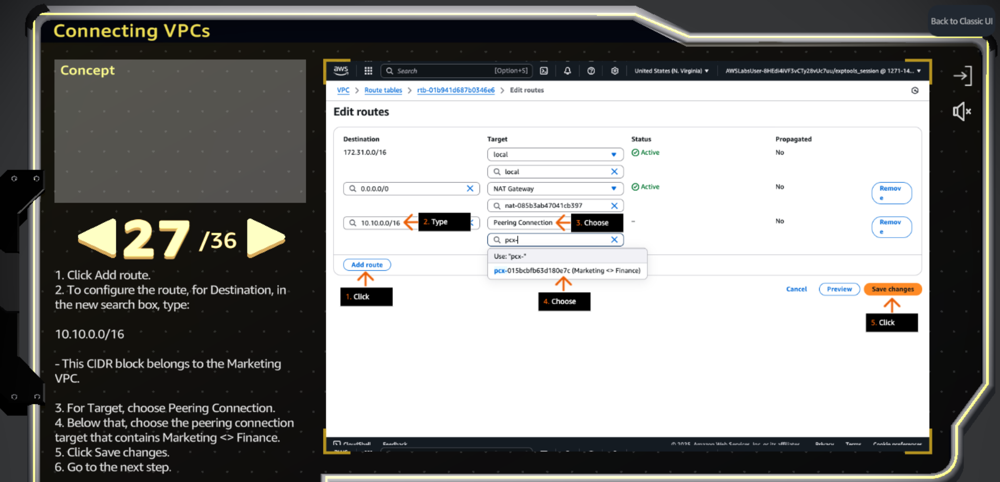 Back to Classic UI
Connecting VPCs
Concept
27 /36
1. Click Add route.
2. To configure the route, for Destination, in
the new search box, type:
10.10.0.0/16
- This CIDR block belongs to the Marketing
VPC.
3. For Target, choose Peering Connection.
4. Below that, choose the peering connection
target that contains Marketing <> Finance.
5. Click Save changes.
6. Go to the next step.
aws
Search [Option+S]
United States (N. Virginia)
AWSLabsUser-8HEdi4iVF3vCTy28vUc7uu/exptools_session @ 1271-14...
VPC > Route tables > rtb-01b941d687b0346e6 > Edit routes
Edit routes
Destination Target Status Propagated
172.31.0.0/16 local Active No
local
0.0.0.0/0 NAT Gateway Active No Remov
e
nat-085b3ab47041cb397
10.10.0.0/16 2. Type Peering Connection 3. Choose – No Remov
e
pcx-
Use: "pcx-"
pcx-015bcbfb63d180e7c (Marketing <> Finance)
Add route
1. Click
4. Choose
Cancel Preview Save changes
5. Click
CloudShell Feedback © 2025, Amazon Web Services, Inc. or its affiliates. Privacy Terms Cookie preferences